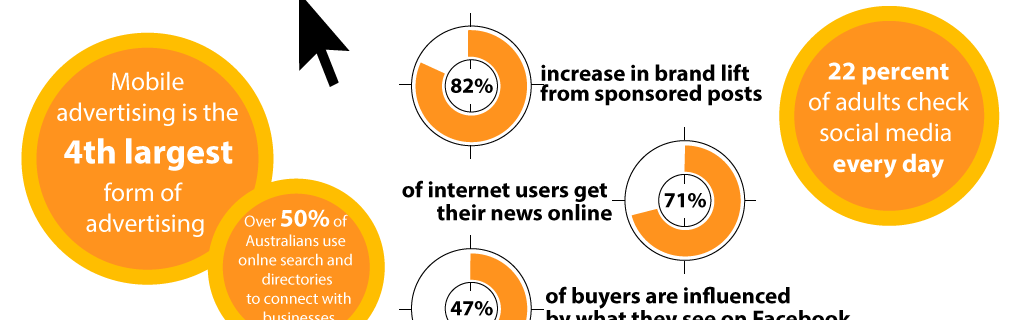 Mobile
advertising is the
4th largest
form of
advertising
Over 50% of
Australians use
onlne search and
directories
to connect with
businesses
82%
increase in brand lift
from sponsored posts
of internet users get
their news online
71%
47%
of buyers are influenced
by what they see on Facebook
22 percent
of adults check
social media
every day